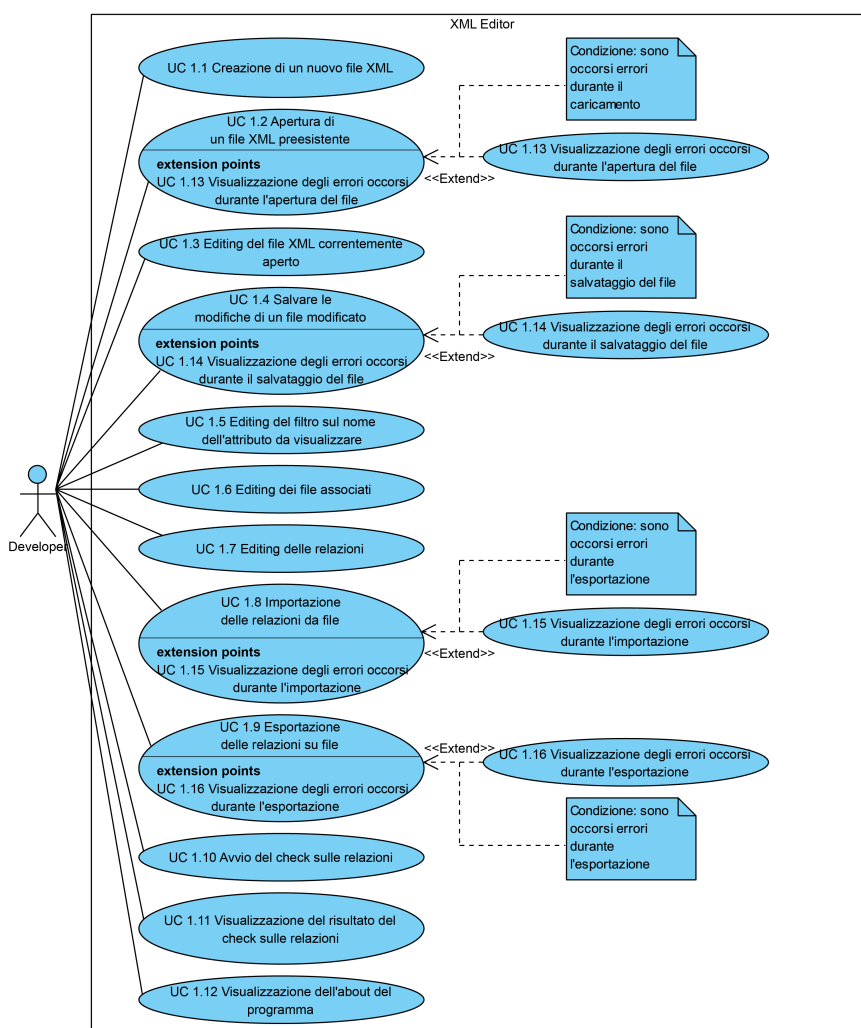 XML Editor
UC 1.1 Creazione di un nuovo file XML
Condizione: sono
occorsi errori
durante il
caricamento
UC 1.2 Apertura di
un file XML preesistente
extension points
UC 1.13 Visualizzazione degli errori occorsi
durante l'apertura del file
<<Extend>>
UC 1.13 Visualizzazione degli errori occorsi
durante l'apertura del file
UC 1.3 Editing del file XML correntemente
aperto
Condizione: sono
occorsi errori
durante il
salvataggio del file
UC 1.4 Salvare le
modifiche di un file modificato
extension points
UC 1.14 Visualizzazione degli errori occorsi
durante il salvataggio del file
<<Extend>>
UC 1.14 Visualizzazione degli errori occorsi
durante il salvataggio del file
UC 1.5 Editing del filtro sul nome
dell'attributo da visualizzare
UC 1.6 Editing dei file associati
Developer
UC 1.7 Editing delle relazioni
Condizione: sono
occorsi errori
durante
l'esportazione
UC 1.8 Importazione
delle relazioni da file
extension points
UC 1.15 Visualizzazione degli errori occorsi
durante l'importazione
<<Extend>>
UC 1.15 Visualizzazione degli errori occorsi
durante l'importazione
UC 1.9 Esportazione
delle relazioni su file
extension points
UC 1.16 Visualizzazione degli errori occorsi
durante l'esportazione
<<Extend>>
UC 1.16 Visualizzazione degli errori occorsi
durante l'esportazione
Condizione: sono
occorsi errori
durante
l'esportazione
UC 1.10 Avvio del check sulle relazioni
UC 1.11 Visualizzazione del risultato del
check sulle relazioni
UC 1.12 Visualizzazione dell'about del
programma